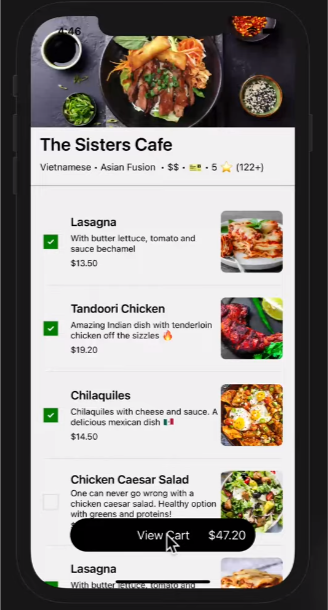 4:46
The Sisters Cafe
Vietnamese • Asian Fusion • $$ • 🎫 • 5 ⭐ (122+)
Lasagna
With butter lettuce, tomato and
sauce bechamel
$13.50
Tandoori Chicken
Amazing Indian dish with tenderloin
chicken off the sizzles 🔥
$19.20
Chilaquiles
Chilaquiles with cheese and sauce. A
delicious mexican dish 🇲🇽
$14.50
Chicken Caesar Salad
One can never go wrong with a
chicken caesar salad. Healthy option
with greens and proteins!
View Cart $47.20
Lasagna
With butter lettuce, tomato and